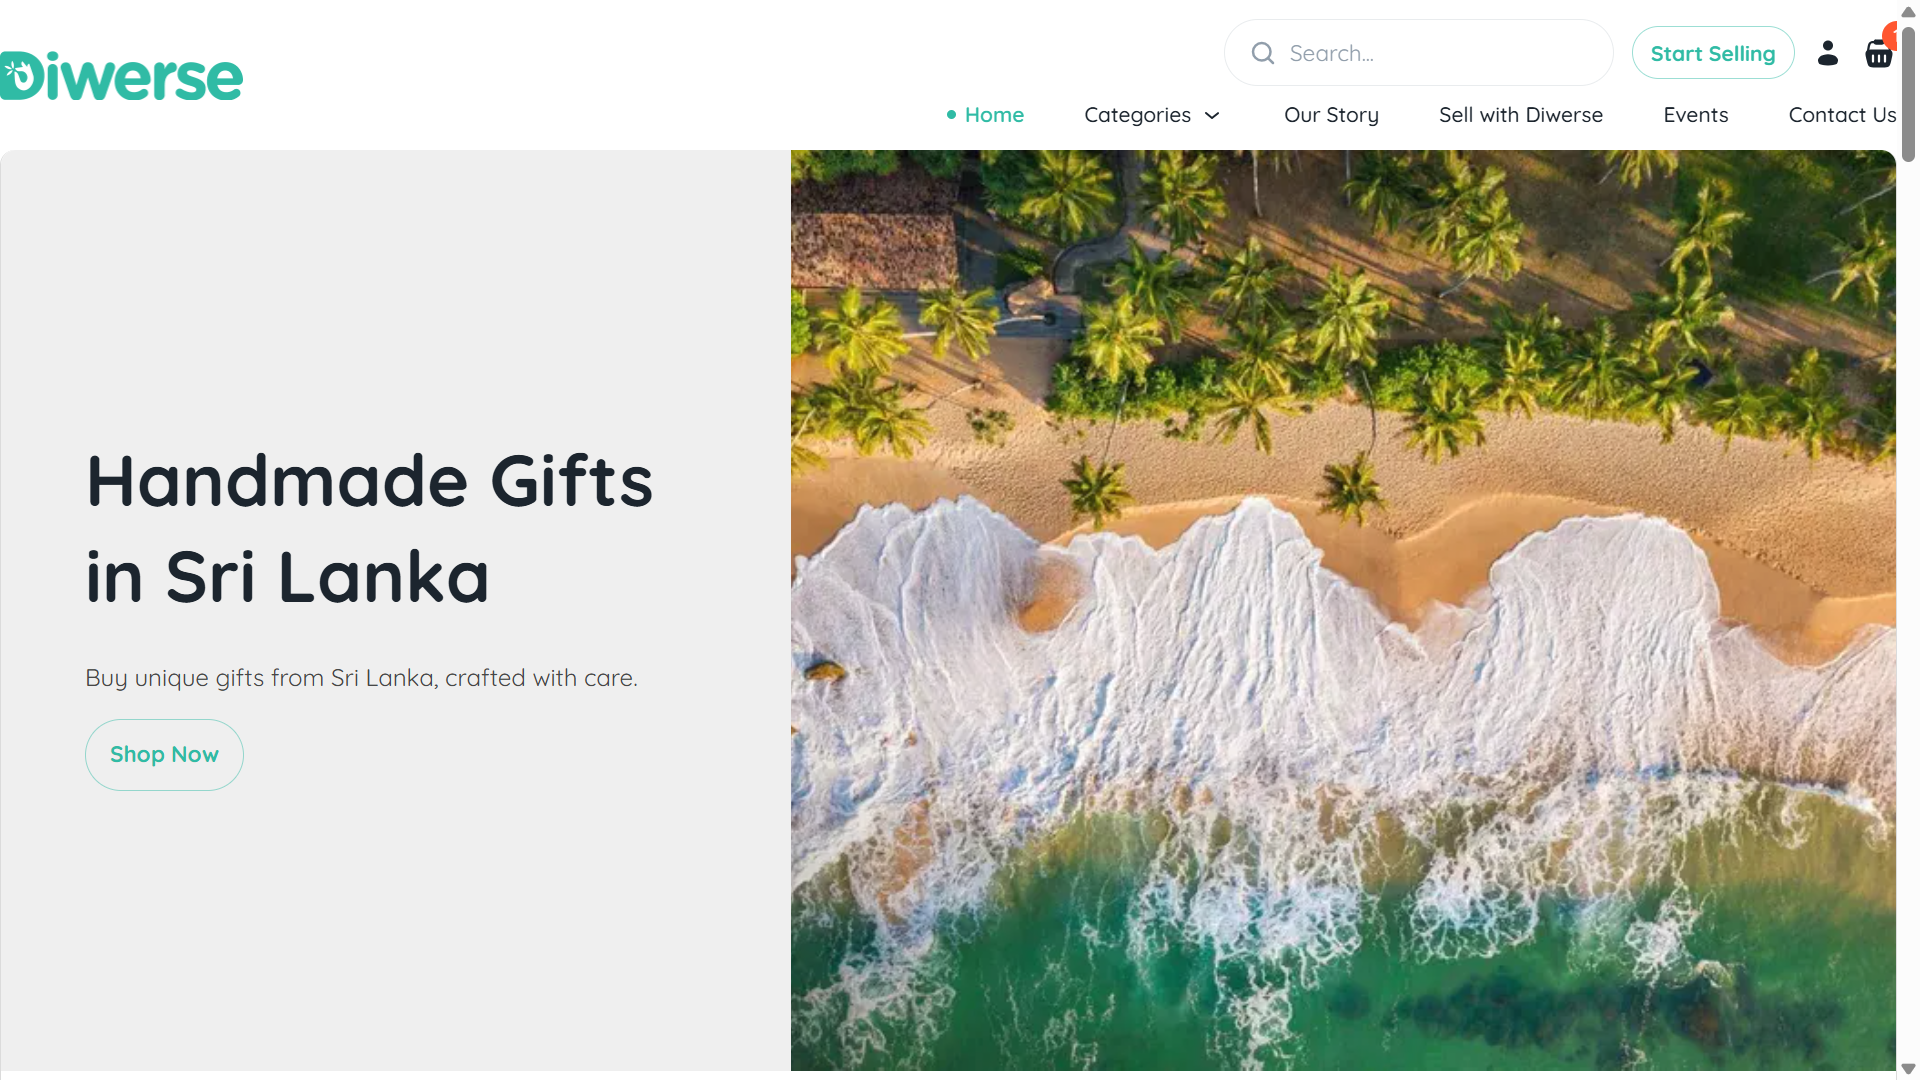 Diwerse
Search...
Start Selling
Home
Categories
Our Story
Sell with Diwerse
Events
Contact Us
Handmade Gifts
in Sri Lanka
Buy unique gifts from Sri Lanka, crafted with care.
Shop Now